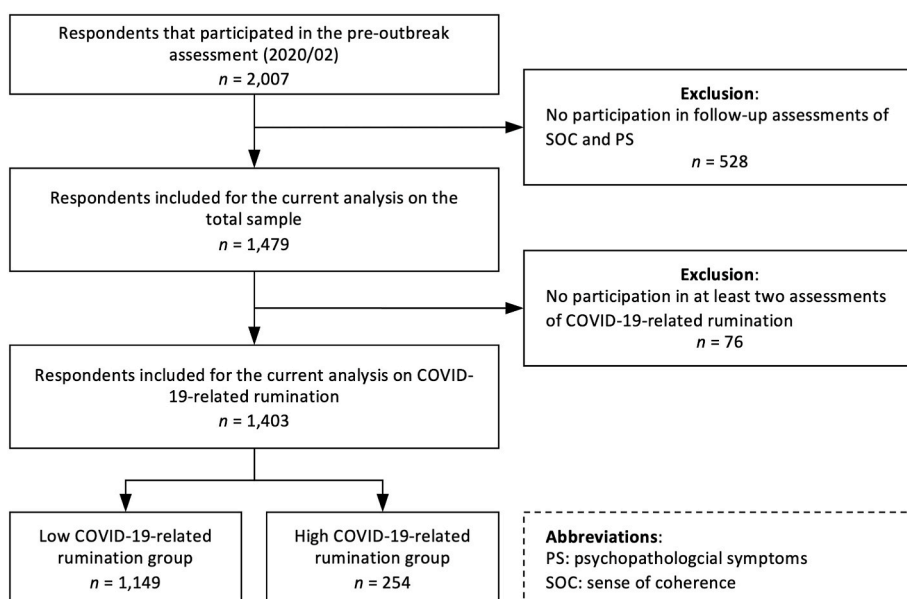 Respondents that participated in the pre-outbreak
assessment (2020/02)
n = 2,007
Exclusion:
No participation in follow-up assessments of
SOC and PS
n = 528
Respondents included for the current analysis on the
total sample
n = 1,479
Exclusion:
No participation in at least two assessments
of COVID-19-related rumination
n = 76
Respondents included for the current analysis on COVID-
19-related rumination
n = 1,403
Low COVID-19-related
rumination group
n = 1,149
High COVID-19-related
rumination group
n = 254
Abbreviations:
PS: psychopathologcial symptoms
SOC: sense of coherence